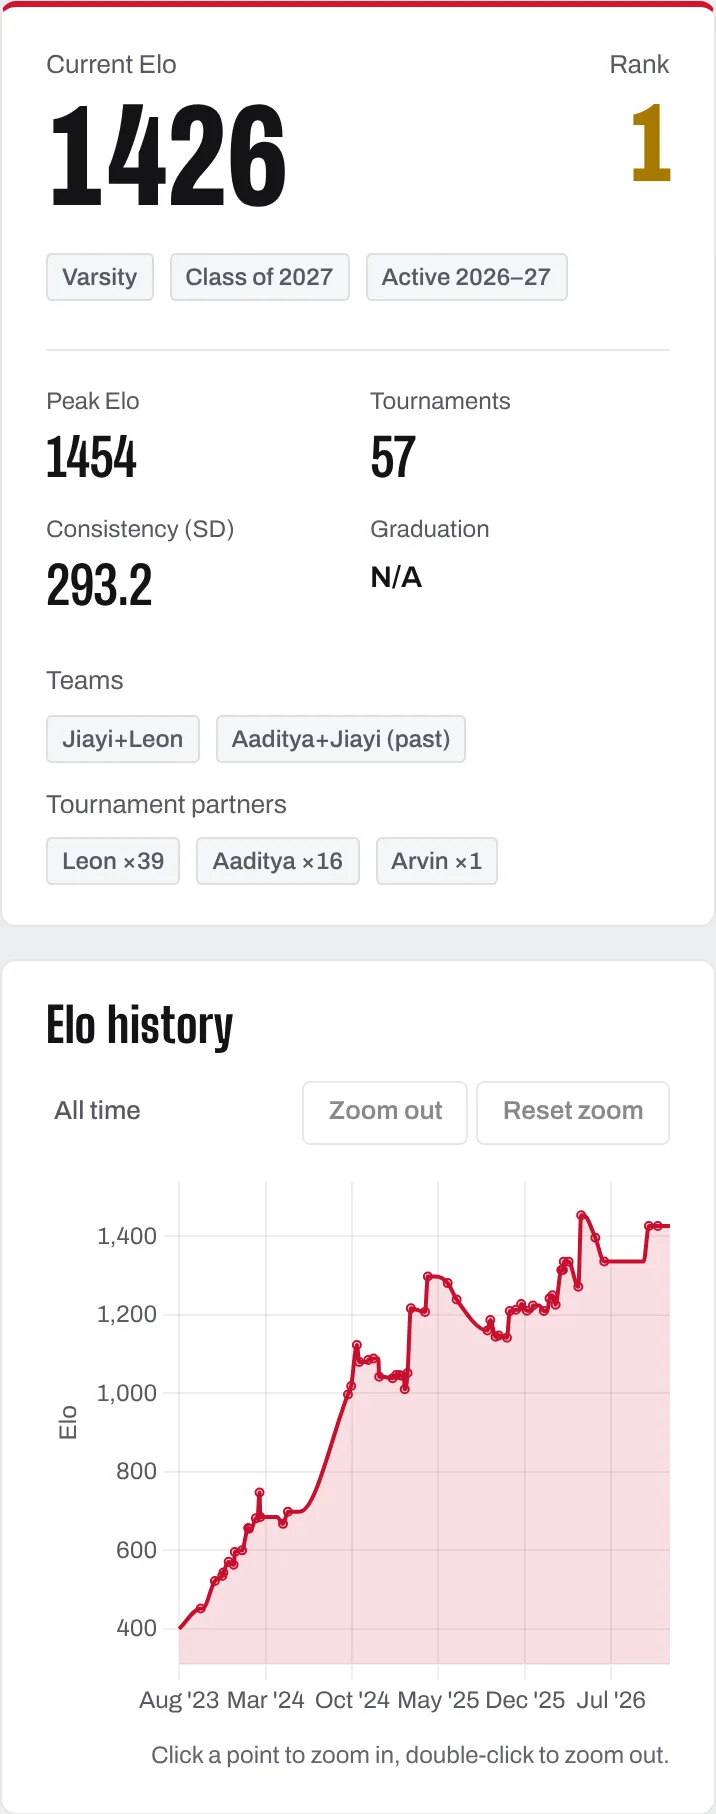 Current Elo Rank
1426 1
Varsity Class of 2027 Active 2026–27
Peak Elo Tournaments
1454 57
Consistency (SD) Graduation
293.2 N/A
Teams
Jiayi+Leon Aaditya+Jiayi (past)
Tournament partners
Leon ×39 Aaditya ×16 Arvin ×1
Elo history
All time Zoom out Reset zoom
1,400
1,200
1,000
Elo
800
600
400
Aug '23 Mar '24 Oct '24 May '25 Dec '25 Jul '26
Click a point to zoom in, double-click to zoom out.